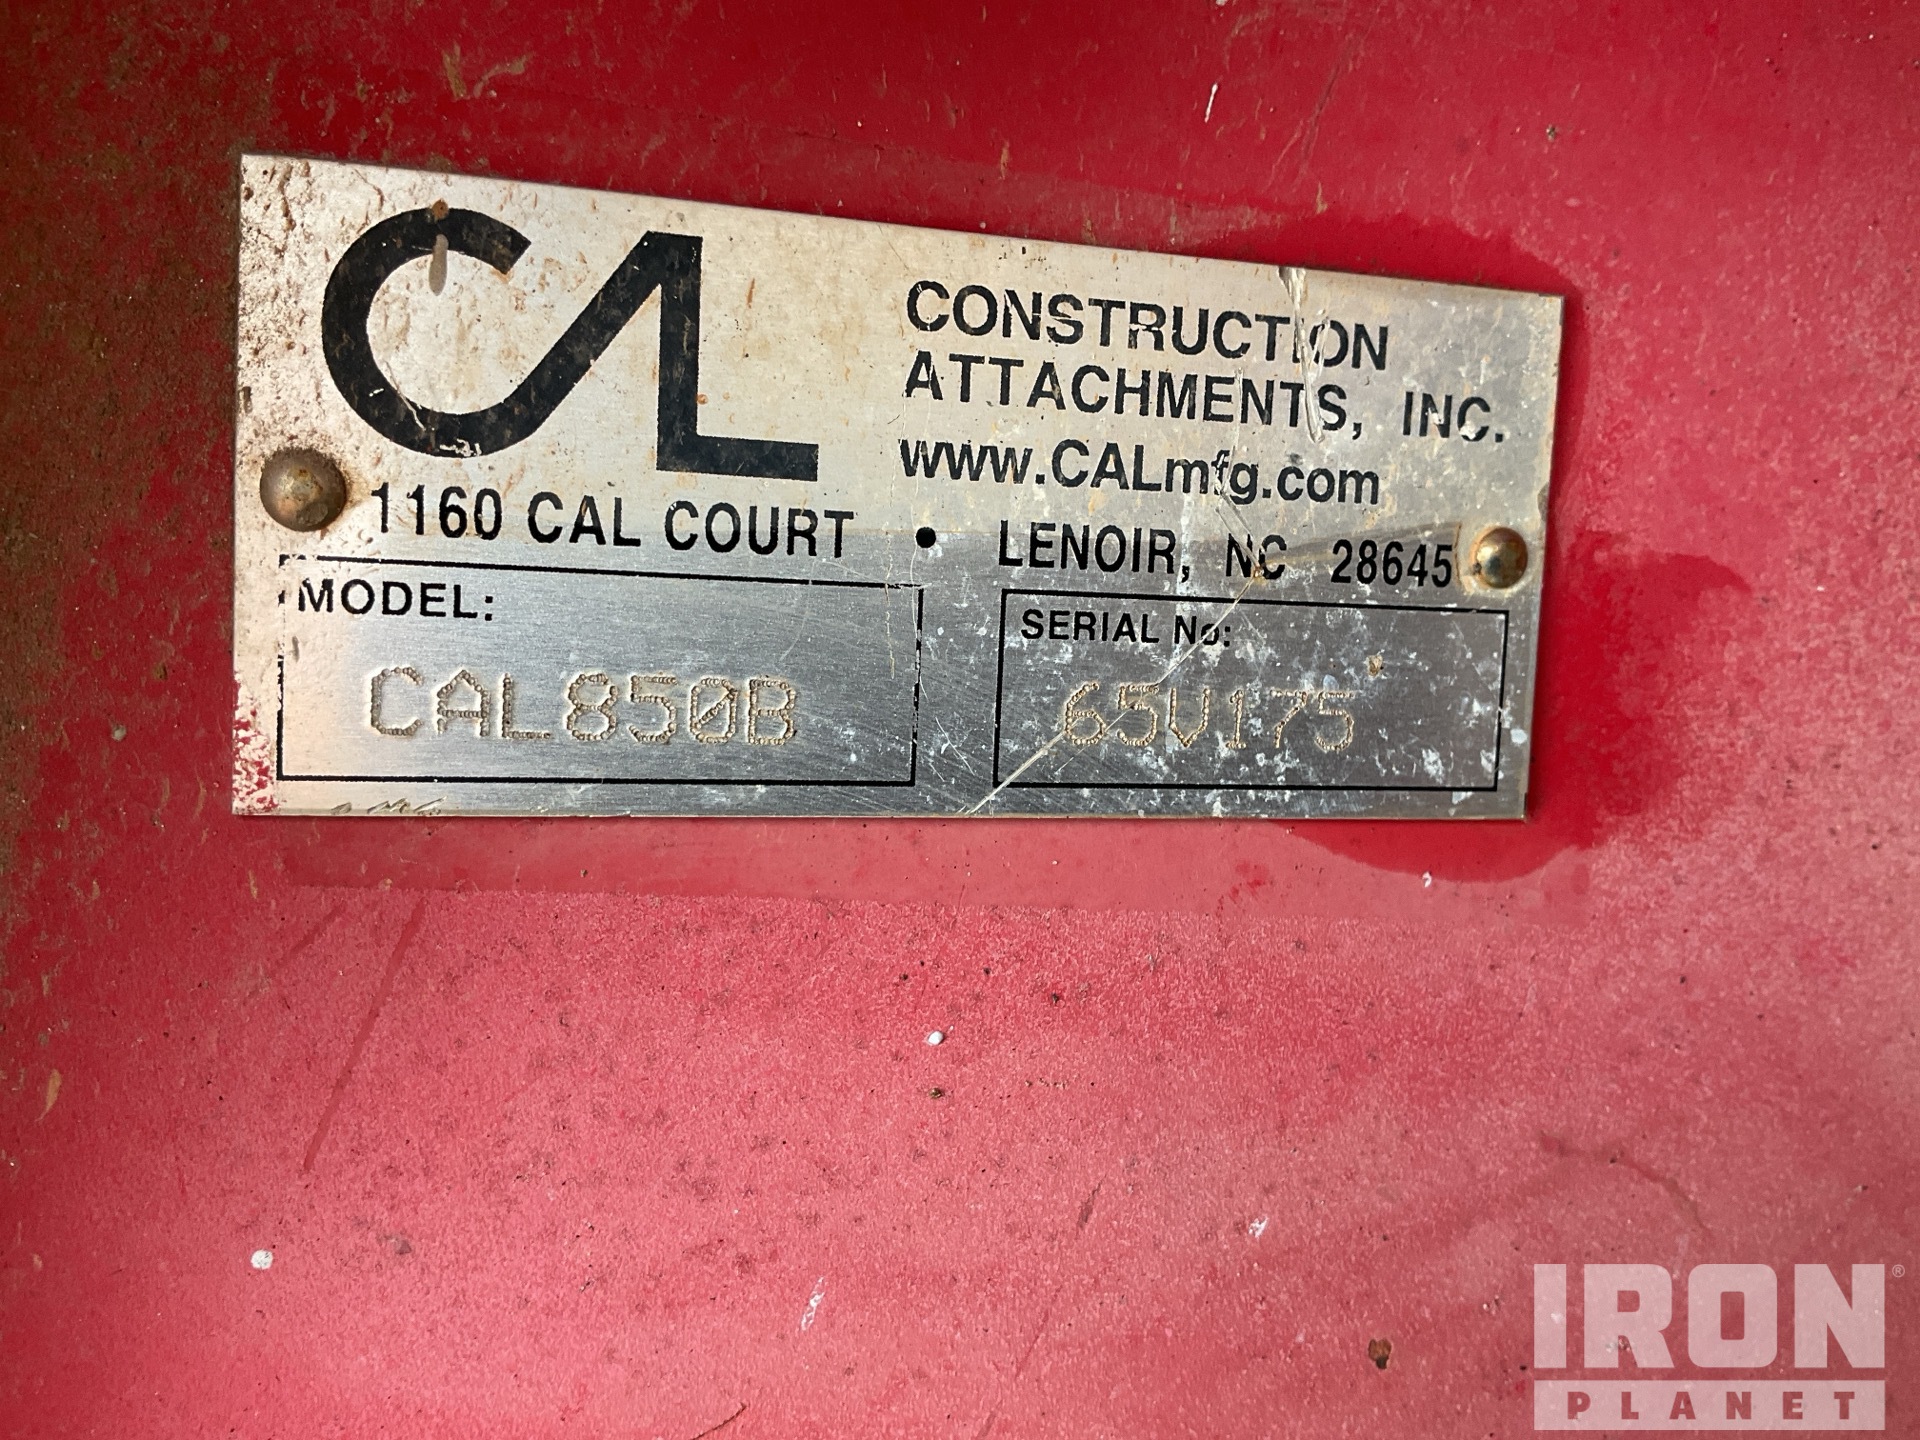 CAL
CONSTRUCTION
ATTACHMENTS, INC.
www.CALmfg.com
1160 CAL COURT • LENOIR, NC 28645
MODEL:
CAL850B
SERIAL No:
65V175
IRON®
PLANET